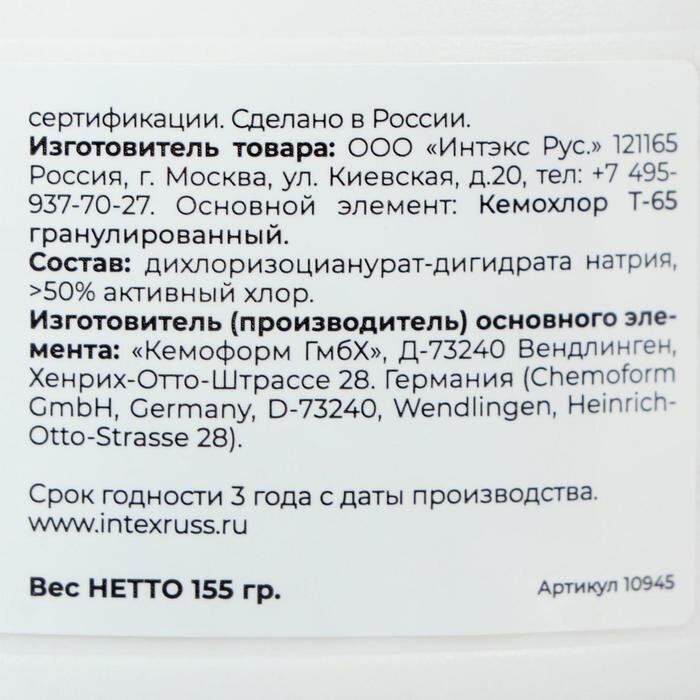 сертификации. Сделано в России.
Изготовитель товара: ООО «Интэкс Рус.» 121165
Россия, г. Москва, ул. Киевская, д.20, тел: +7 495-
937-70-27. Основной элемент: Кемохлор Т-65
гранулированный.
Состав: дихлоризоцианурат-дигидрата натрия,
>50% активный хлор.
Изготовитель (производитель) основного эле-
мента: «Кемоформ ГмбХ», Д-73240 Вендлинген,
Хенрих-Отто-Штрассе 28. Германия (Chemoform
GmbH, Germany, D-73240, Wendlingen, Heinrich-
Otto-Strasse 28).
Срок годности 3 года с даты производства.
www.intexruss.ru
Вес НЕТТО 155 гр.
Артикул 10945